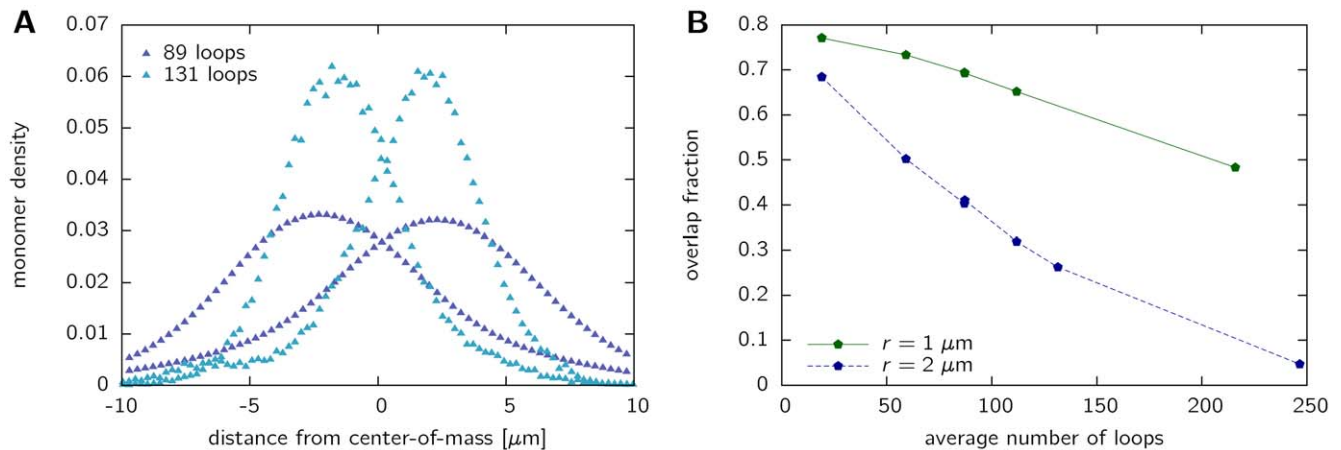 A
0.07
0.06
0.05
0.04
0.03
0.02
0.01
0
monomer density
89 loops
131 loops
-10
-5
0
5
10
distance from center-of-mass [μm]
B
0.8
0.7
0.6
0.5
0.4
0.3
0.2
0.1
0
overlap fraction
r = 1 μm
r = 2 μm
0
50
100
150
200
250
average number of loops